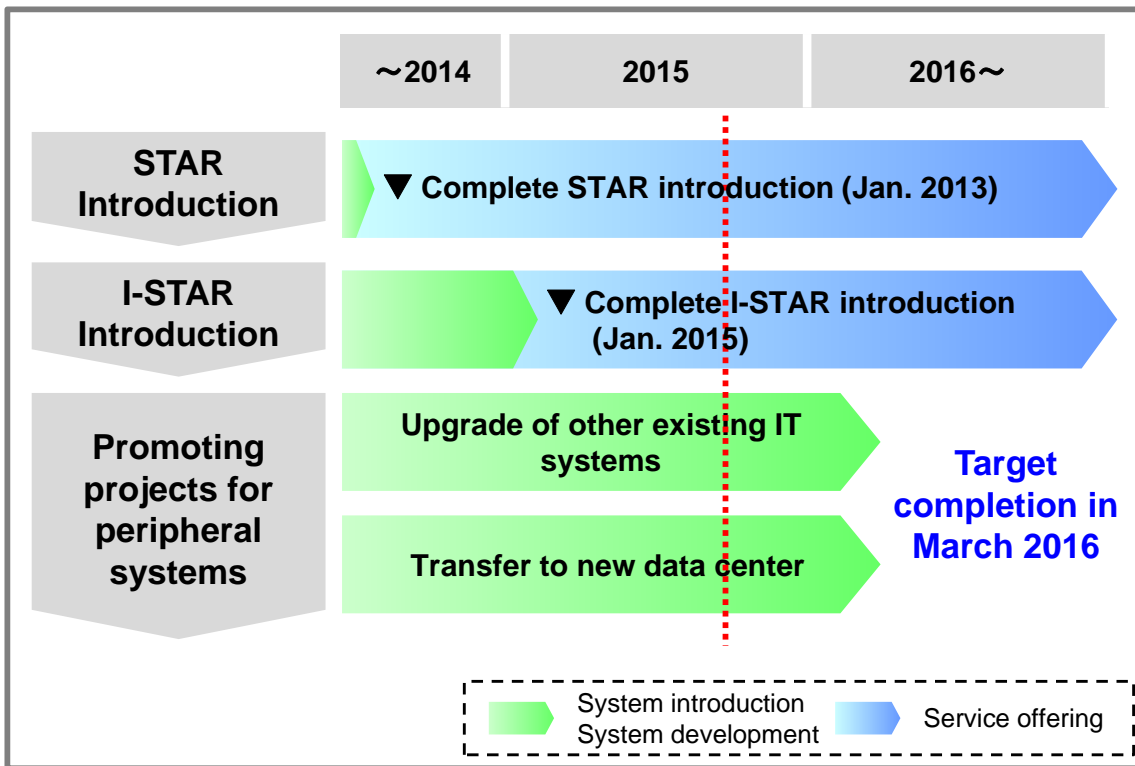 ～2014
2015
2016～
STAR
Introduction
▼ Complete STAR introduction (Jan. 2013)
I-STAR
Introduction
▼ Complete I-STAR introduction
(Jan. 2015)
Promoting
projects for
peripheral
systems
Upgrade of other existing IT
systems
Transfer to new data center
Target
completion in
March 2016
System introduction
System development
Service offering